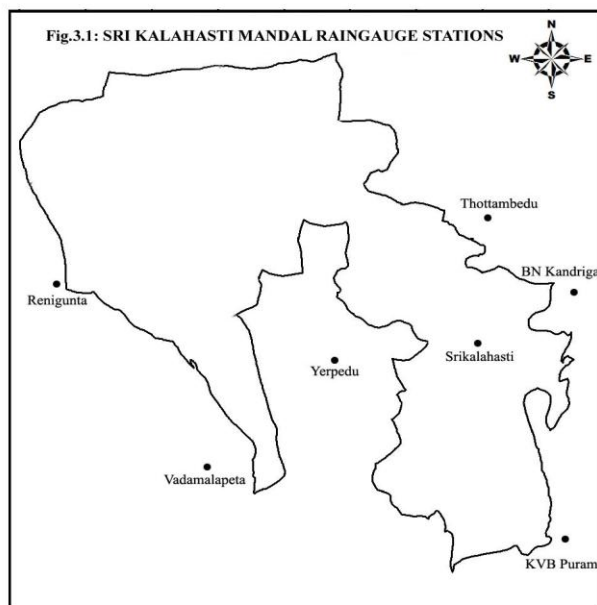 Fig.3.1: SRI KALAHASTI MANDAL RAINGAUGE STATIONS
N
W E
S
Thottambedu
BN Kandriga
Renigunta
Srikalahasti
Yerpedu
Vadamalapeta
KVB Puram